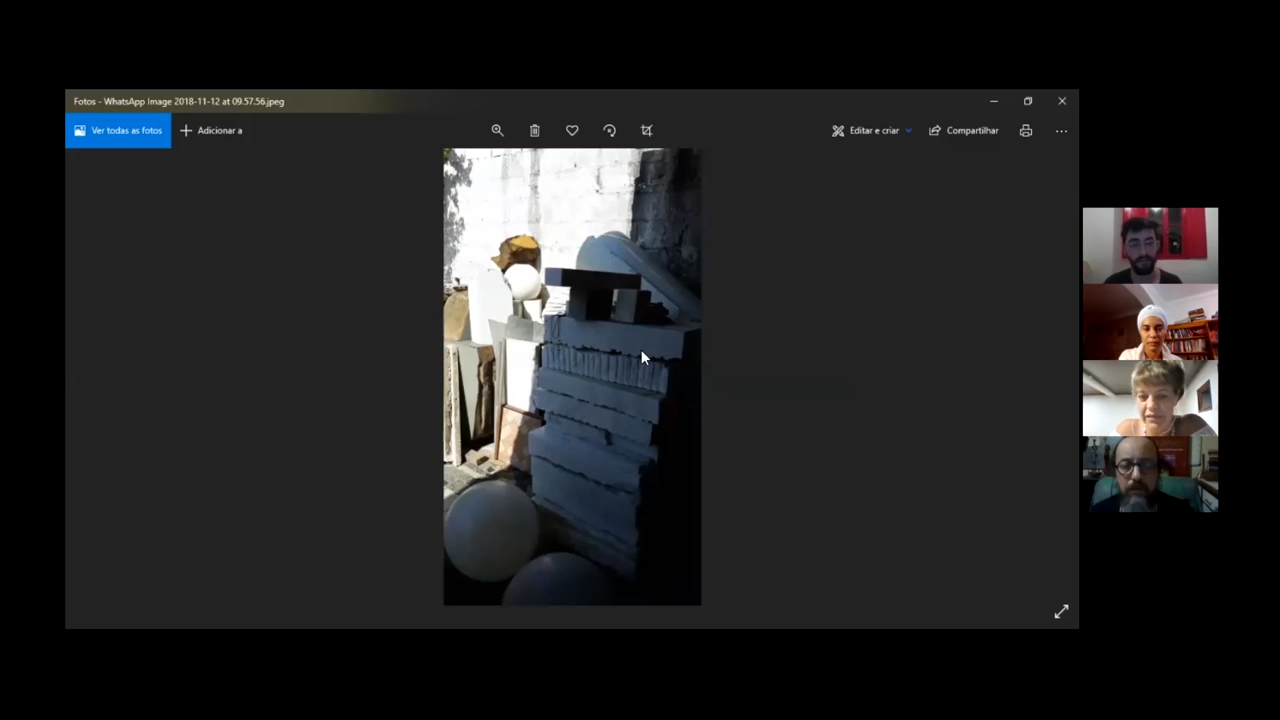 Fotos - WhatsApp Image 2018-11-12 at 09.57.56.jpeg
Ver todas as fotos
Adicionar a
Editar e criar
Compartilhar